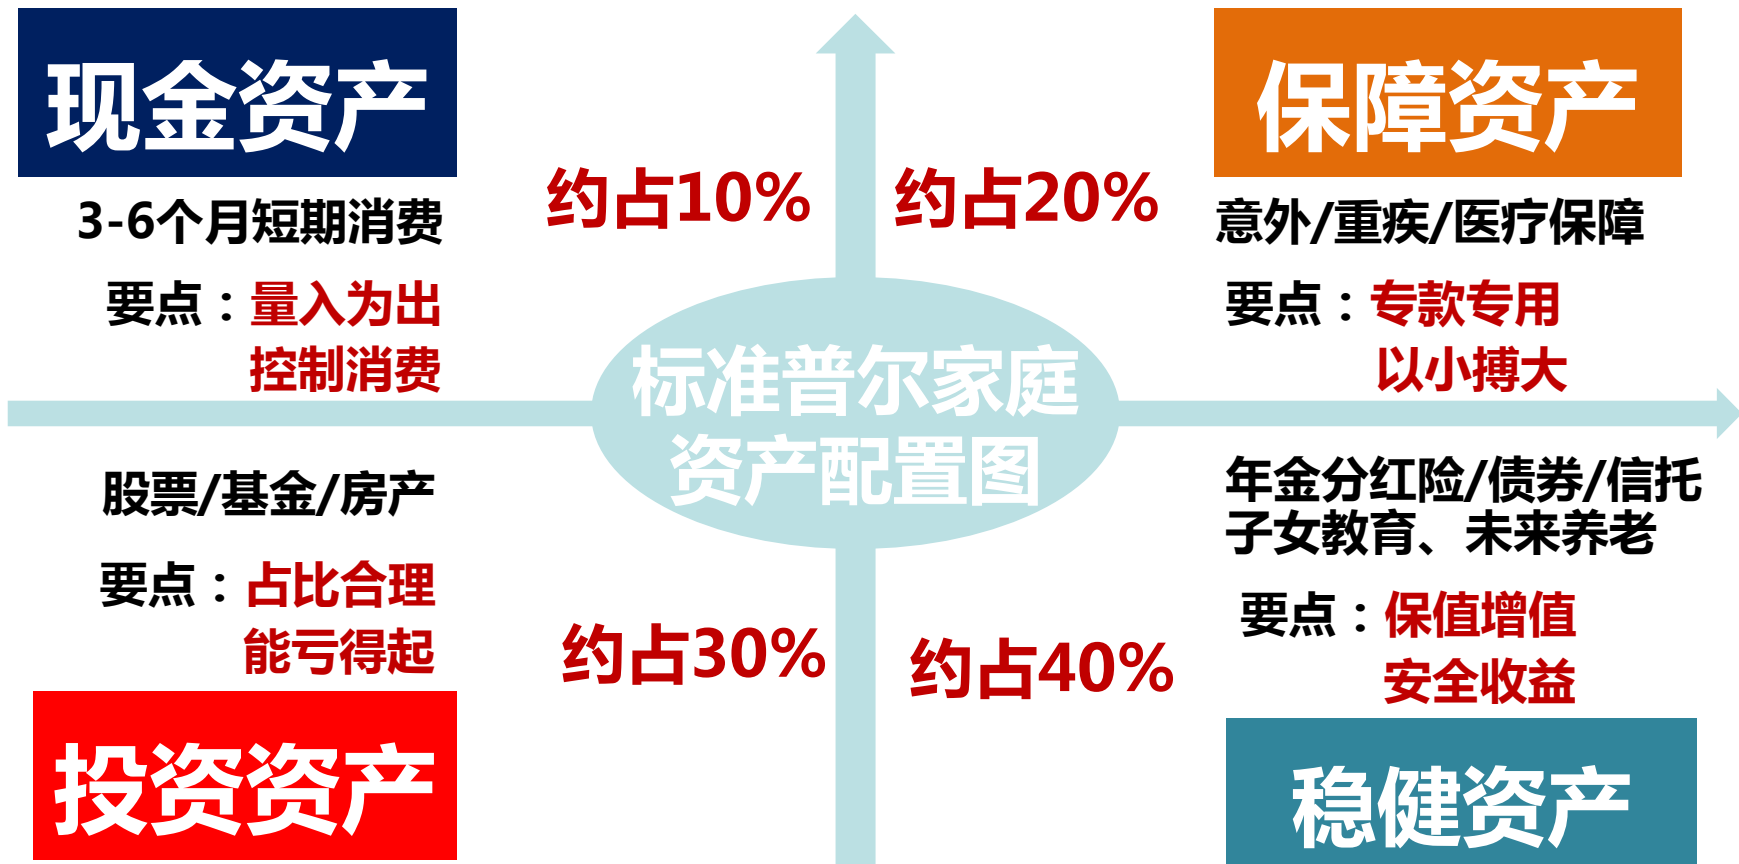 现金资产
3-6个月短期消费
要点：量入为出
控制消费
约占10%
约占20%
保障资产
意外/重疾/医疗保障
要点：专款专用
以小搏大
标准普尔家庭
资产配置图
股票/基金/房产
要点：占比合理
能亏得起
投资资产
约占30%
约占40%
年金分红险/债券/信托
子女教育、未来养老
要点：保值增值
安全收益
稳健资产